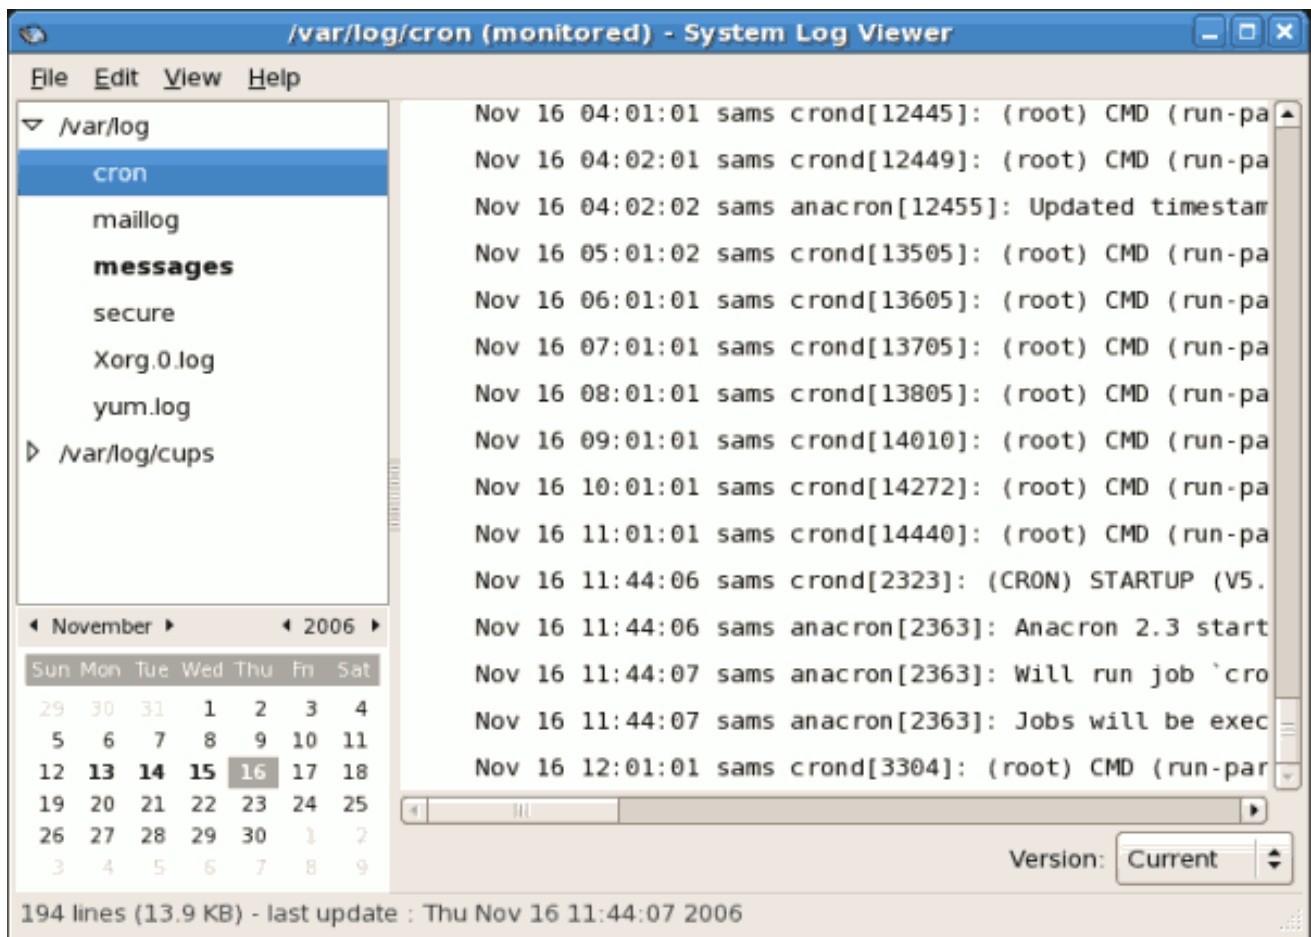 /var/log/cron (monitored) - System Log Viewer
File Edit View Help
/var/log
cron
maillog
messages
secure
Xorg.0.log
yum.log
/var/log/cups
November 2006
Sun Mon Tue Wed Thu Fri Sat
29 30 31 1 2 3 4
5 6 7 8 9 10 11
12 13 14 15 16 17 18
19 20 21 22 23 24 25
26 27 28 29 30 1 2
3 4 5 6 7 8 9
Nov 16 04:01:01 sams crond[12445]: (root) CMD (run-pa
Nov 16 04:02:01 sams crond[12449]: (root) CMD (run-pa
Nov 16 04:02:02 sams anacron[12455]: Updated timestam
Nov 16 05:01:02 sams crond[13505]: (root) CMD (run-pa
Nov 16 06:01:01 sams crond[13605]: (root) CMD (run-pa
Nov 16 07:01:01 sams crond[13705]: (root) CMD (run-pa
Nov 16 08:01:01 sams crond[13805]: (root) CMD (run-pa
Nov 16 09:01:01 sams crond[14010]: (root) CMD (run-pa
Nov 16 10:01:01 sams crond[14272]: (root) CMD (run-pa
Nov 16 11:01:01 sams crond[14440]: (root) CMD (run-pa
Nov 16 11:44:06 sams crond[2323]: (CRON) STARTUP (V5.
Nov 16 11:44:06 sams anacron[2363]: Anacron 2.3 start
Nov 16 11:44:07 sams anacron[2363]: Will run job `cro
Nov 16 11:44:07 sams anacron[2363]: Jobs will be exec
Nov 16 12:01:01 sams crond[3304]: (root) CMD (run-par
Version: Current
194 lines (13.9 KB) - last update : Thu Nov 16 11:44:07 2006